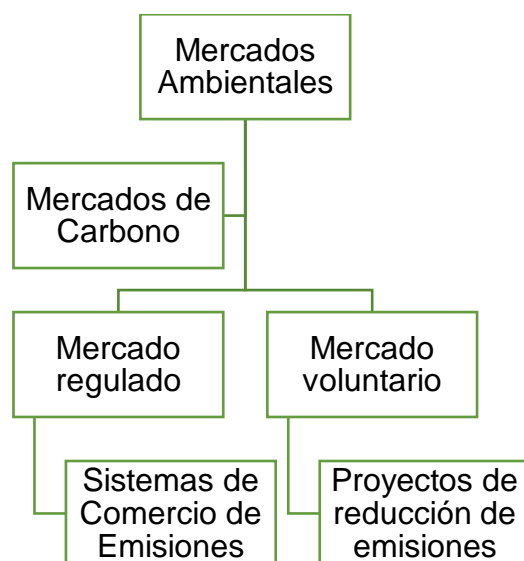 Mercados
Ambientales
Mercados de
Carbono
Mercado
regulado
Mercado
voluntario
Sistemas de
Comercio de
Emisiones
Proyectos de
reducción de
emisiones